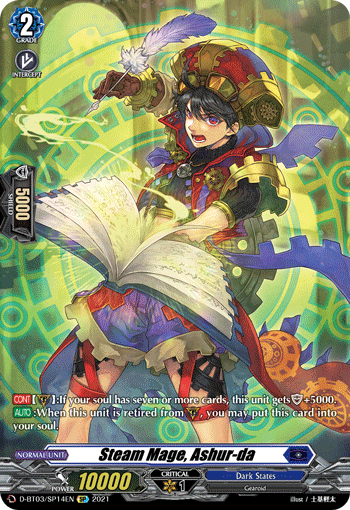 2
GRADE
INTERCEPT
5000
SHIELD
CONT [V]:If your soul has seven or more cards, this unit gets +5000.
AUTO :When this unit is retired from V, you may put this card into
your soul.
NORMAL UNIT
Steam Mage, Ashur-da
POWER 10000
CRITICAL
1
Dark States
Gearoid
D-BT03/SP14EN SP 2021
illust / 士基軽太